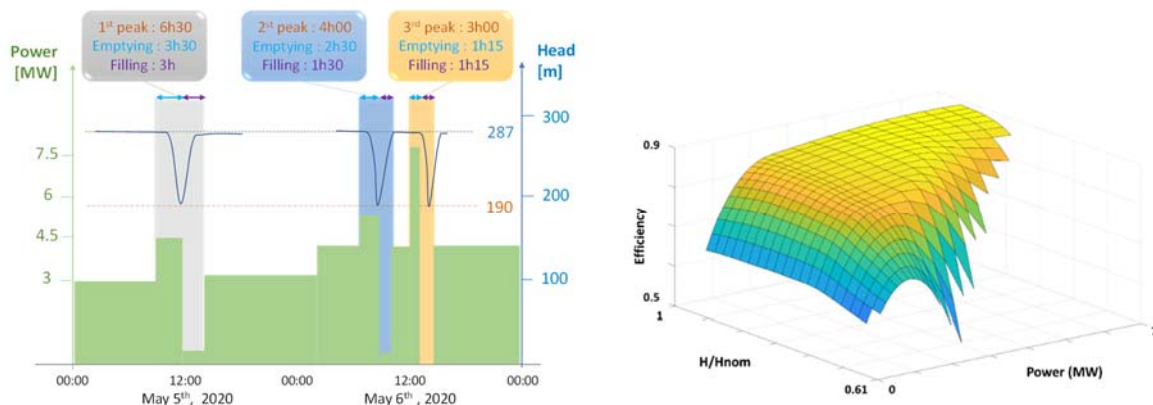 1st peak : 6h30
Emptying : 3h30
Filling : 3h
2st peak : 4h00
Emptying : 2h30
Filling : 1h30
3rd peak : 3h00
Emptying : 1h15
Filling : 1h15
Power
[MW]
Head
[m]
7.5
6
4.5
3
300
287
200
190
100
00:00
12:00
00:00
12:00
00:00
May 5th, 2020
May 6th, 2020
0.9
Efficiency
0.5
1
H/Hnom
0.61
0
Power (MW)